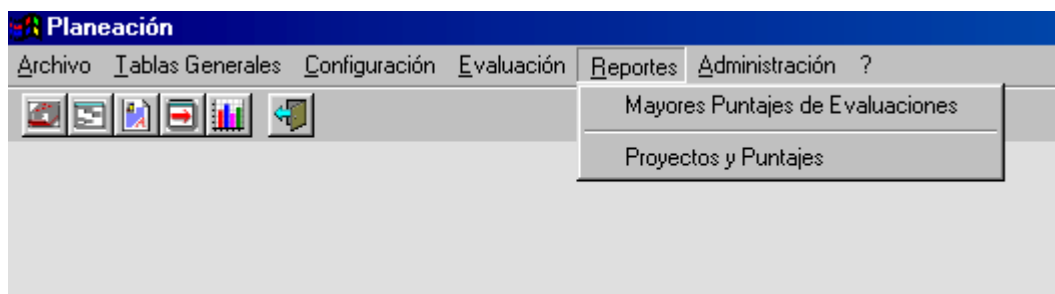 Planeación
Archivo Tablas Generales Configuración Evaluación Reportes Administración ?
Mayores Puntajes de Evaluaciones
Proyectos y Puntajes